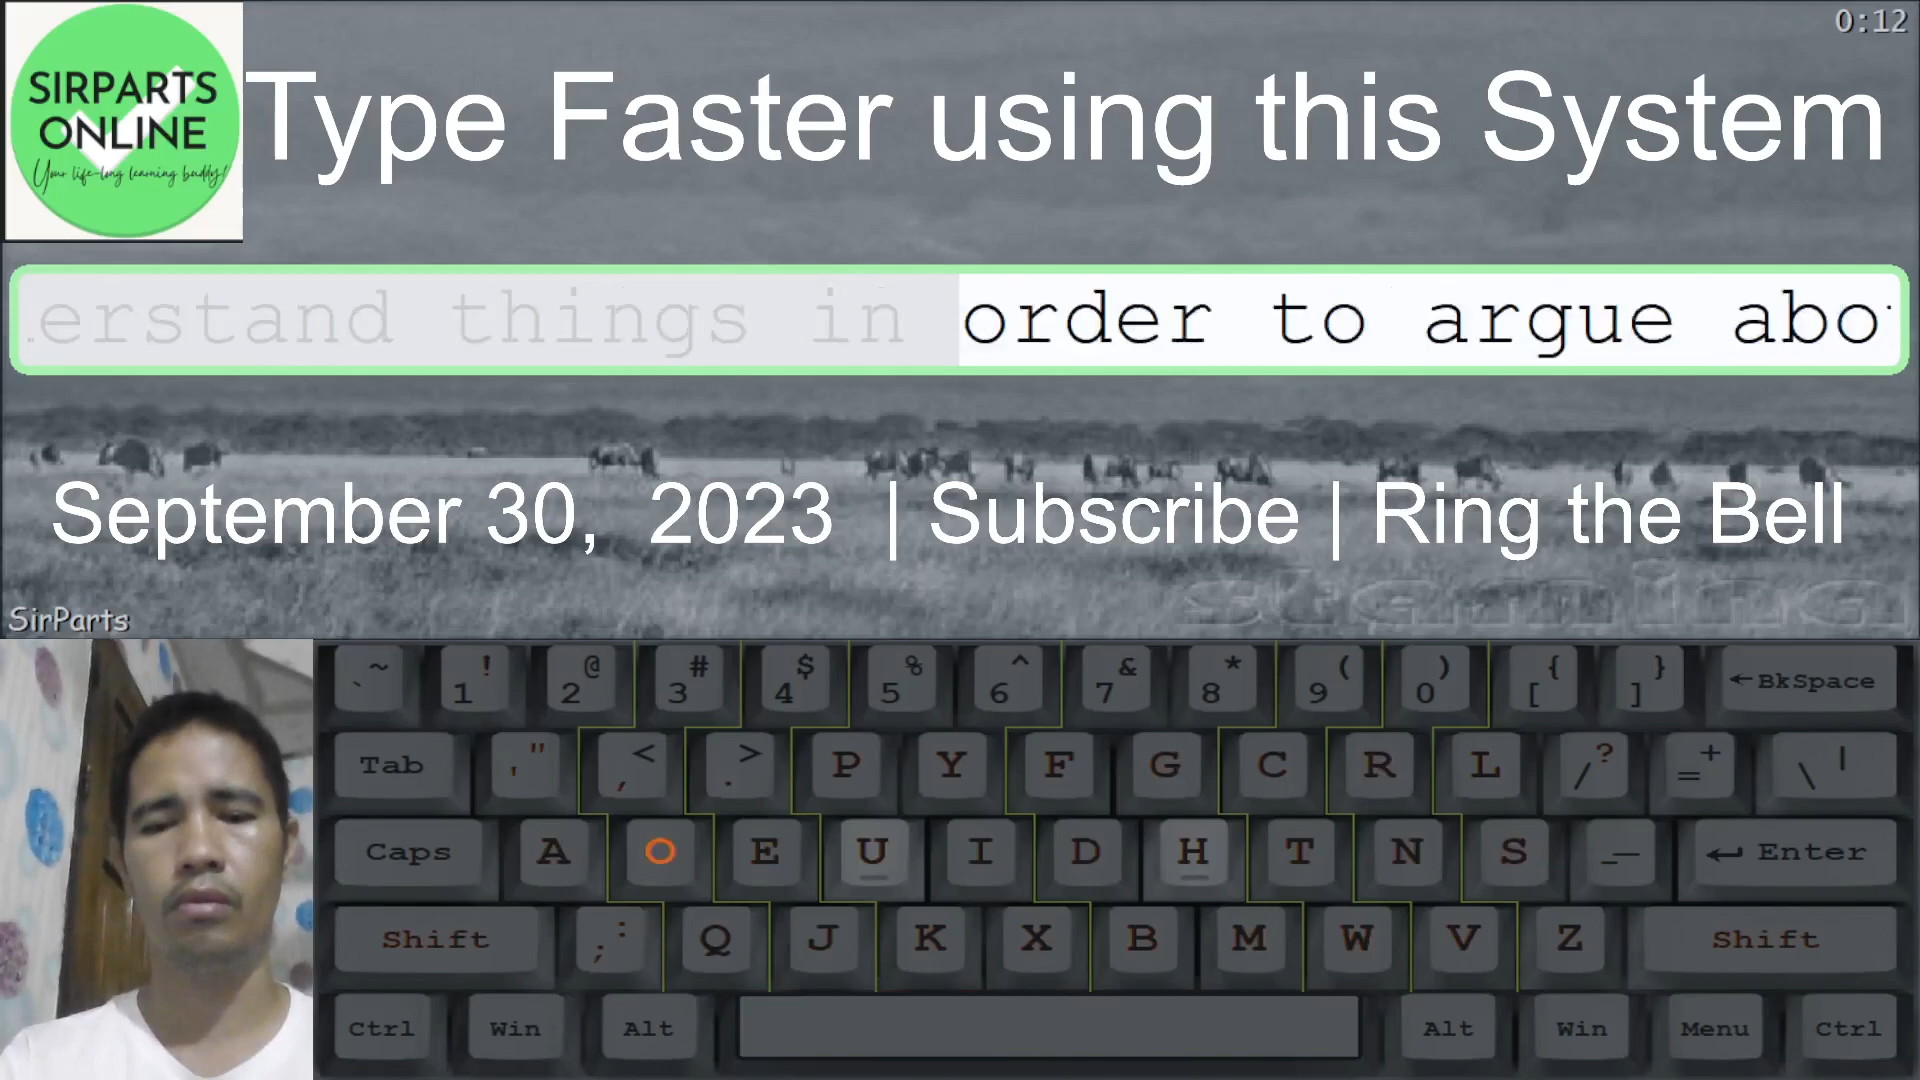 0:12
SIRPARTS
ONLINE
Your life-long learning buddy!
Type Faster using this System
erstand things in order to argue abo
September 30, 2023 | Subscribe | Ring the Bell
stamina
SirParts
~ ` ! 1 @ 2 # 3 $ 4 % 5 ^ 6 & 7 * 8 ( 9 ) 0 { [ } ] ←BkSpace
Tab " ' < , > . P Y F G C R L ? / + = | \
Caps A O E U I D H T N S _ - Enter
Shift : ; Q J K X B M W V Z Shift
Ctrl Win Alt Alt Win Menu Ctrl